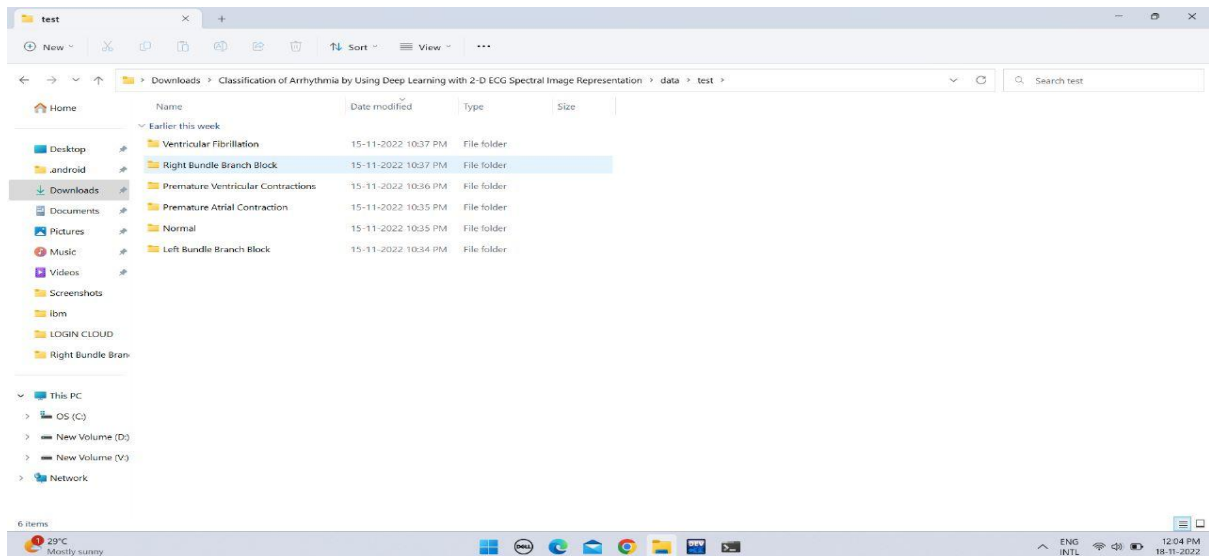 test
New
Sort
View
Downloads > Classification of Arrhythmia by Using Deep Learning with 2-D ECG Spectral Image Representation > data > test >
Search test
Home
Desktop
.android
Downloads
Documents
Pictures
Music
Videos
Screenshots
ibm
LOGIN CLOUD
Right Bundle Bran
This PC
OS (C:)
New Volume (D:)
New Volume (V:)
Network
Name Date modified Type Size
Earlier this week
Ventricular Fibrillation 15-11-2022 10:37 PM File folder
Right Bundle Branch Block 15-11-2022 10:37 PM File folder
Premature Ventricular Contractions 15-11-2022 10:36 PM File folder
Premature Atrial Contraction 15-11-2022 10:35 PM File folder
Normal 15-11-2022 10:35 PM File folder
Left Bundle Branch Block 15-11-2022 10:34 PM File folder
6 items
1
29°C
Mostly sunny
DELL
DEV
ENG
INTL
12:04 PM
18-11-2022